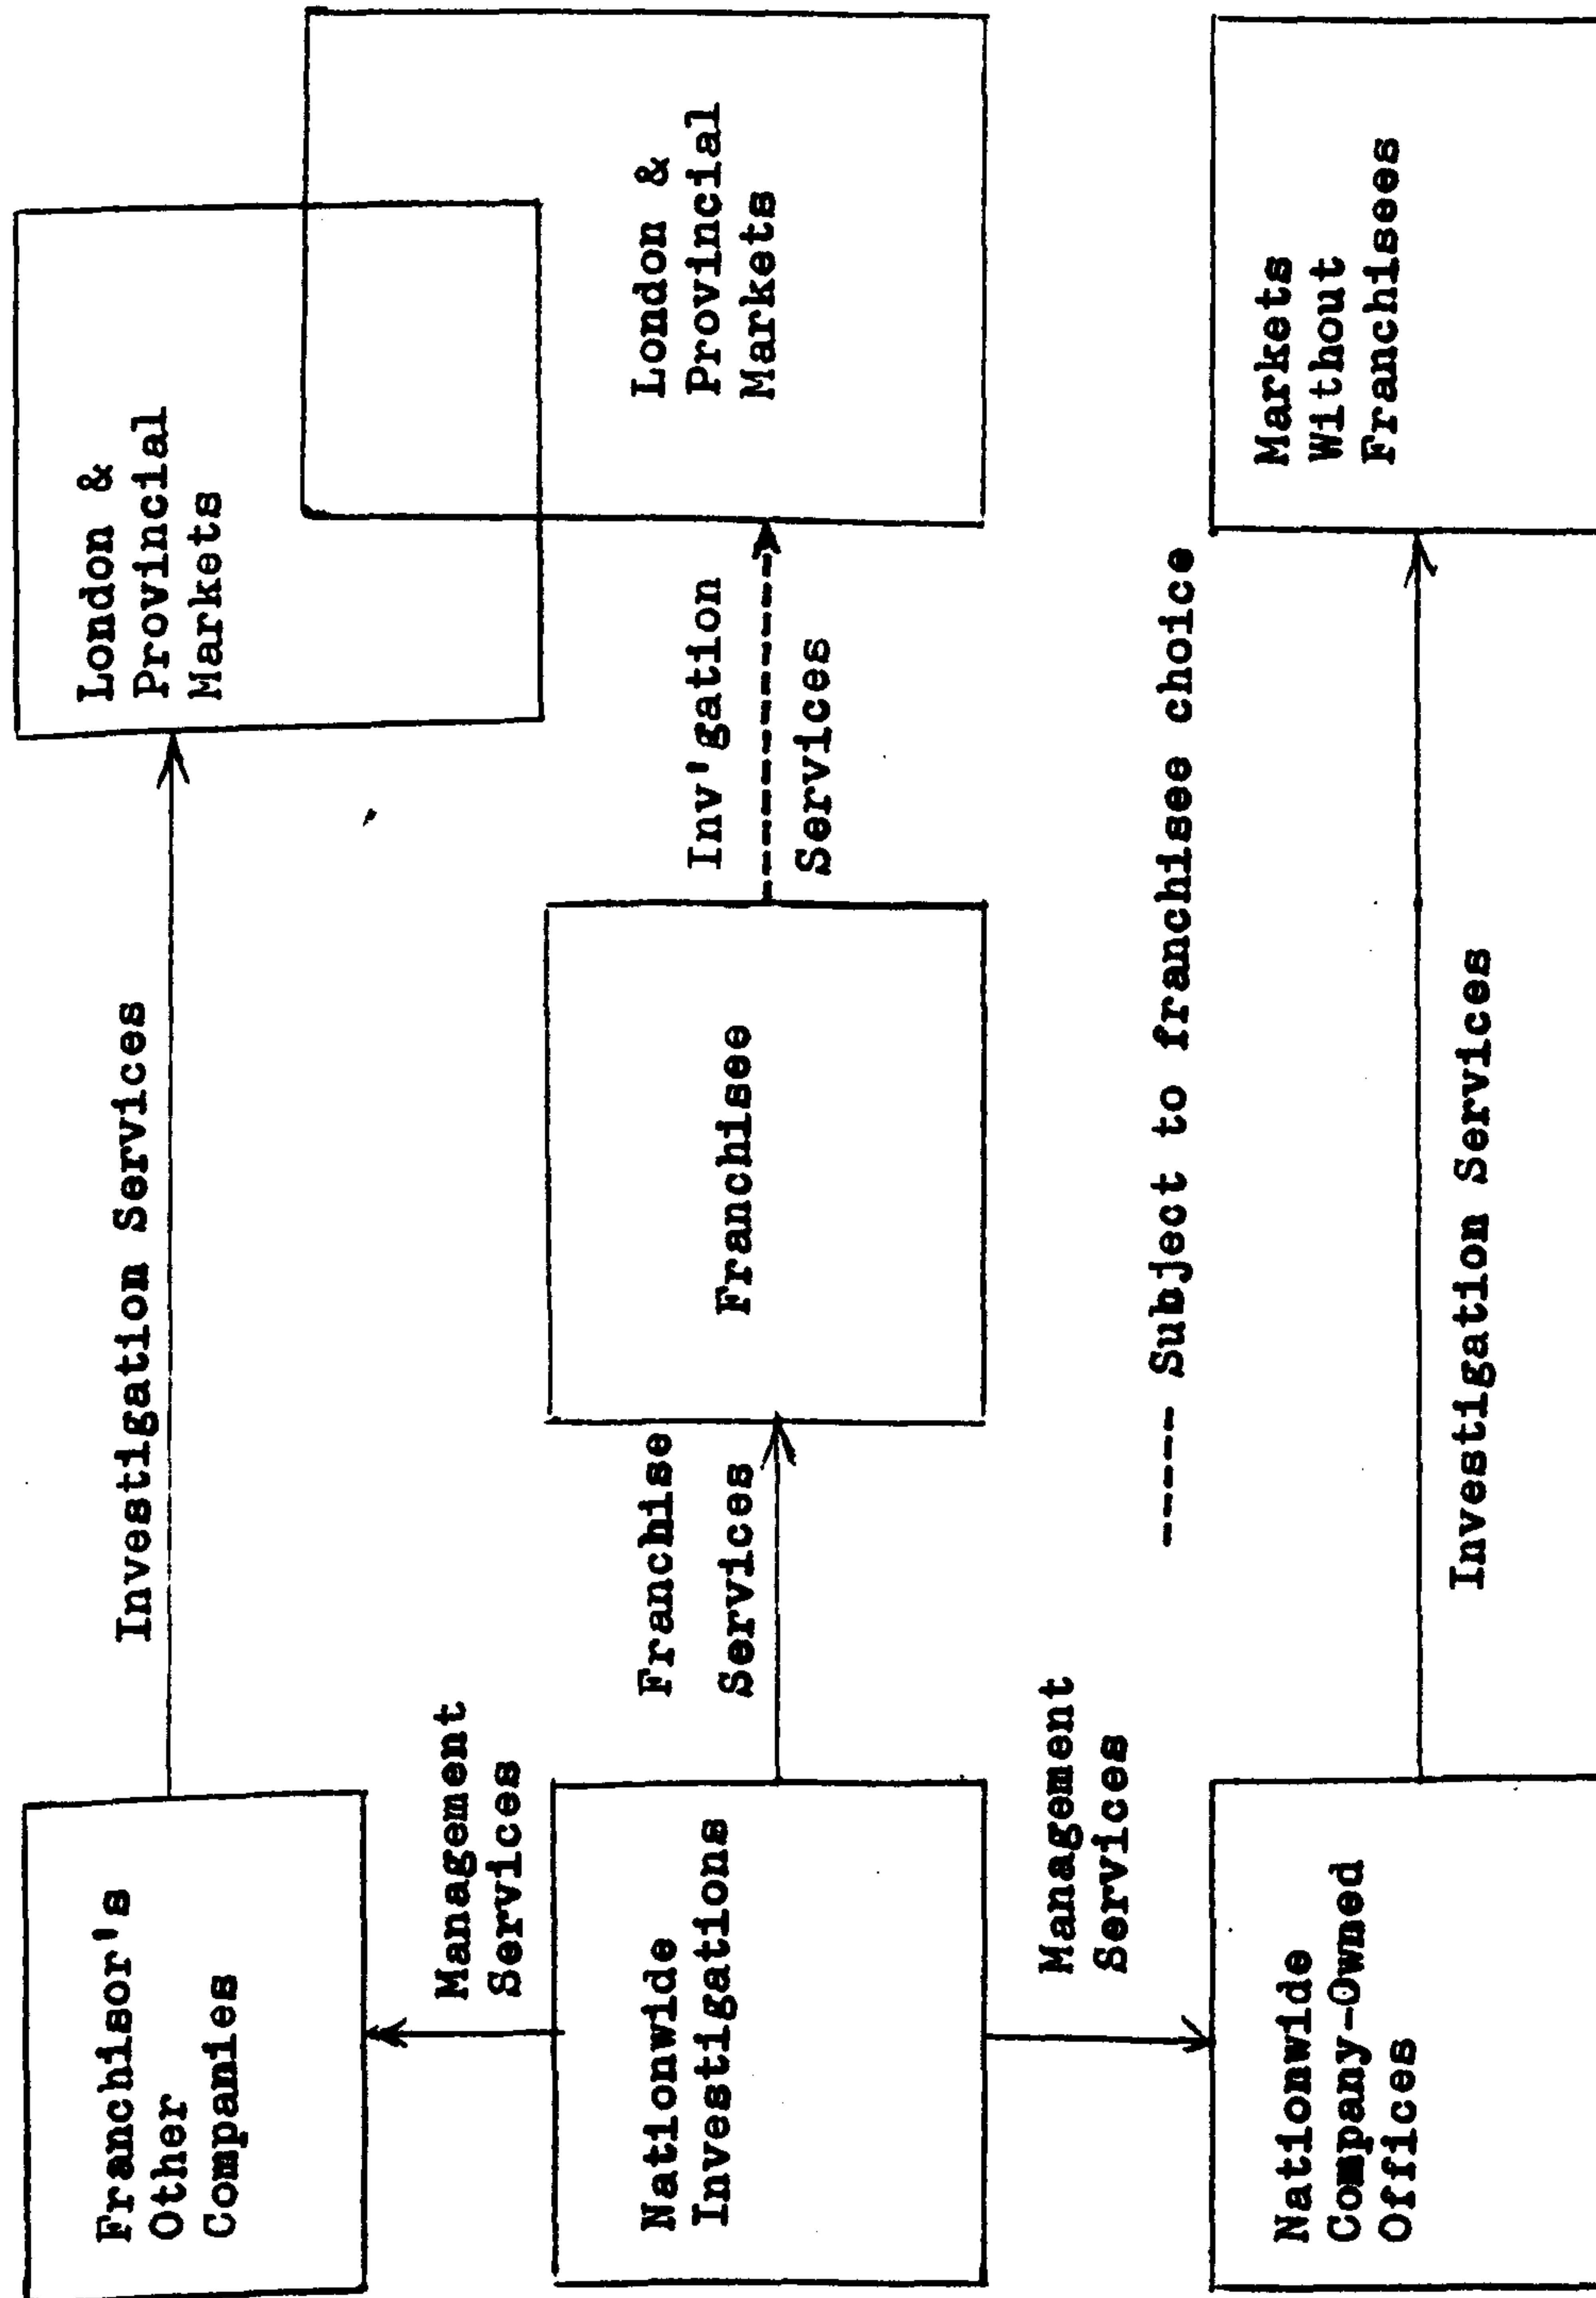 Franchisor's
Other
Companies
Investigation Services
London &
Provincial
Markets
Management
Services
Nationwide
Investigations
Franchise
Services
Franchisee
Inv'gation
Services
London &
Provincial
Markets
Management
Services
----- Subject to franchisee choice
Nationwide
Company-Owned
Offices
Investigation Services
Markets
Without
Franchisees